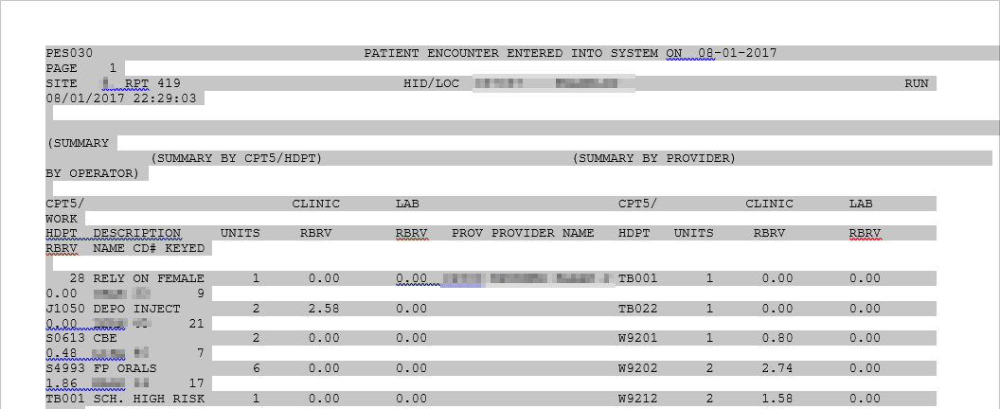 PES030 PATIENT ENCOUNTER ENTERED INTO SYSTEM ON 08-01-2017
PAGE 1
SITE RPT 419 HID/LOC RUN
08/01/2017 22:29:03
(SUMMARY
(SUMMARY BY CPT5/HDPT) (SUMMARY BY PROVIDER)
BY OPERATOR)
CPT5/ CLINIC LAB CPT5/ CLINIC LAB
WORK
HDPT DESCRIPTION UNITS RBRV RBRV PROV PROVIDER NAME HDPT UNITS RBRV RBRV
RBRV NAME CD# KEYED
28 RELY ON FEMALE 1 0.00 0.00 TB001 1 0.00 0.00
0.00 9
J1050 DEPO INJECT 2 2.58 0.00 TB022 1 0.00 0.00
0.00 21
S0613 CBE 2 0.00 0.00 W9201 1 0.80 0.00
0.48 7
S4993 FP ORALS 6 0.00 0.00 W9202 2 2.74 0.00
1.86 17
TB001 SCH. HIGH RISK 1 0.00 0.00 W9212 2 1.58 0.00